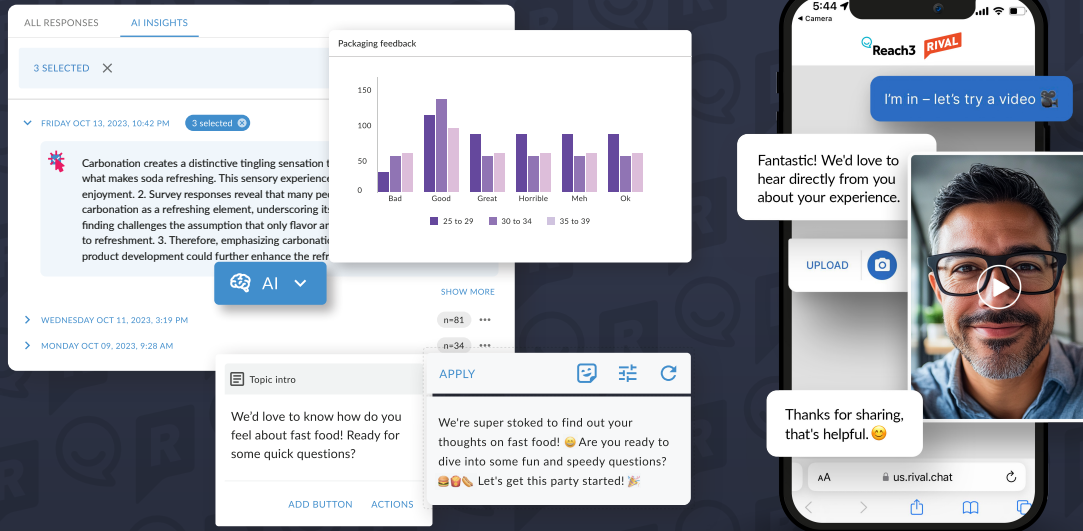 ALL RESPONSES
AI INSIGHTS
3 SELECTED
FRIDAY OCT 13, 2023, 10:42 PM
3 selected
Carbonation creates a distinctive tingling sensation
what makes soda refreshing. This sensory experience
enjoyment. 2. Survey responses reveal that many
carbonation as a refreshing element, underscoring
finding challenges the assumption that only flavor
to refreshment. 3. Therefore, emphasizing
product development could further enhance the
SHOW MORE
WEDNESDAY OCT 11, 2023, 3:19 PM
n=81
MONDAY OCT 09, 2023, 9:28 AM
n=34
AI
Packaging feedback
150
100
50
0
Bad
Good
Great
Horrible
Meh
Ok
25 to 29
30 to 34
35 to 39
Topic intro
We'd love to know how do you
feel about fast food! Ready for
some quick questions?
ADD BUTTON
ACTIONS
APPLY
We're super stoked to find out your
thoughts on fast food! 😄 Are you ready to
dive into some fun and speedy questions?
🍔🍟🌭 Let's get this party started! 🎉
5:44
Camera
Reach3
RIVAL
I'm in – let's try a video 🎥
Fantastic! We'd love to
hear directly from you
about your experience.
UPLOAD
Thanks for sharing,
that's helpful. 😊
AA
us.rival.chat